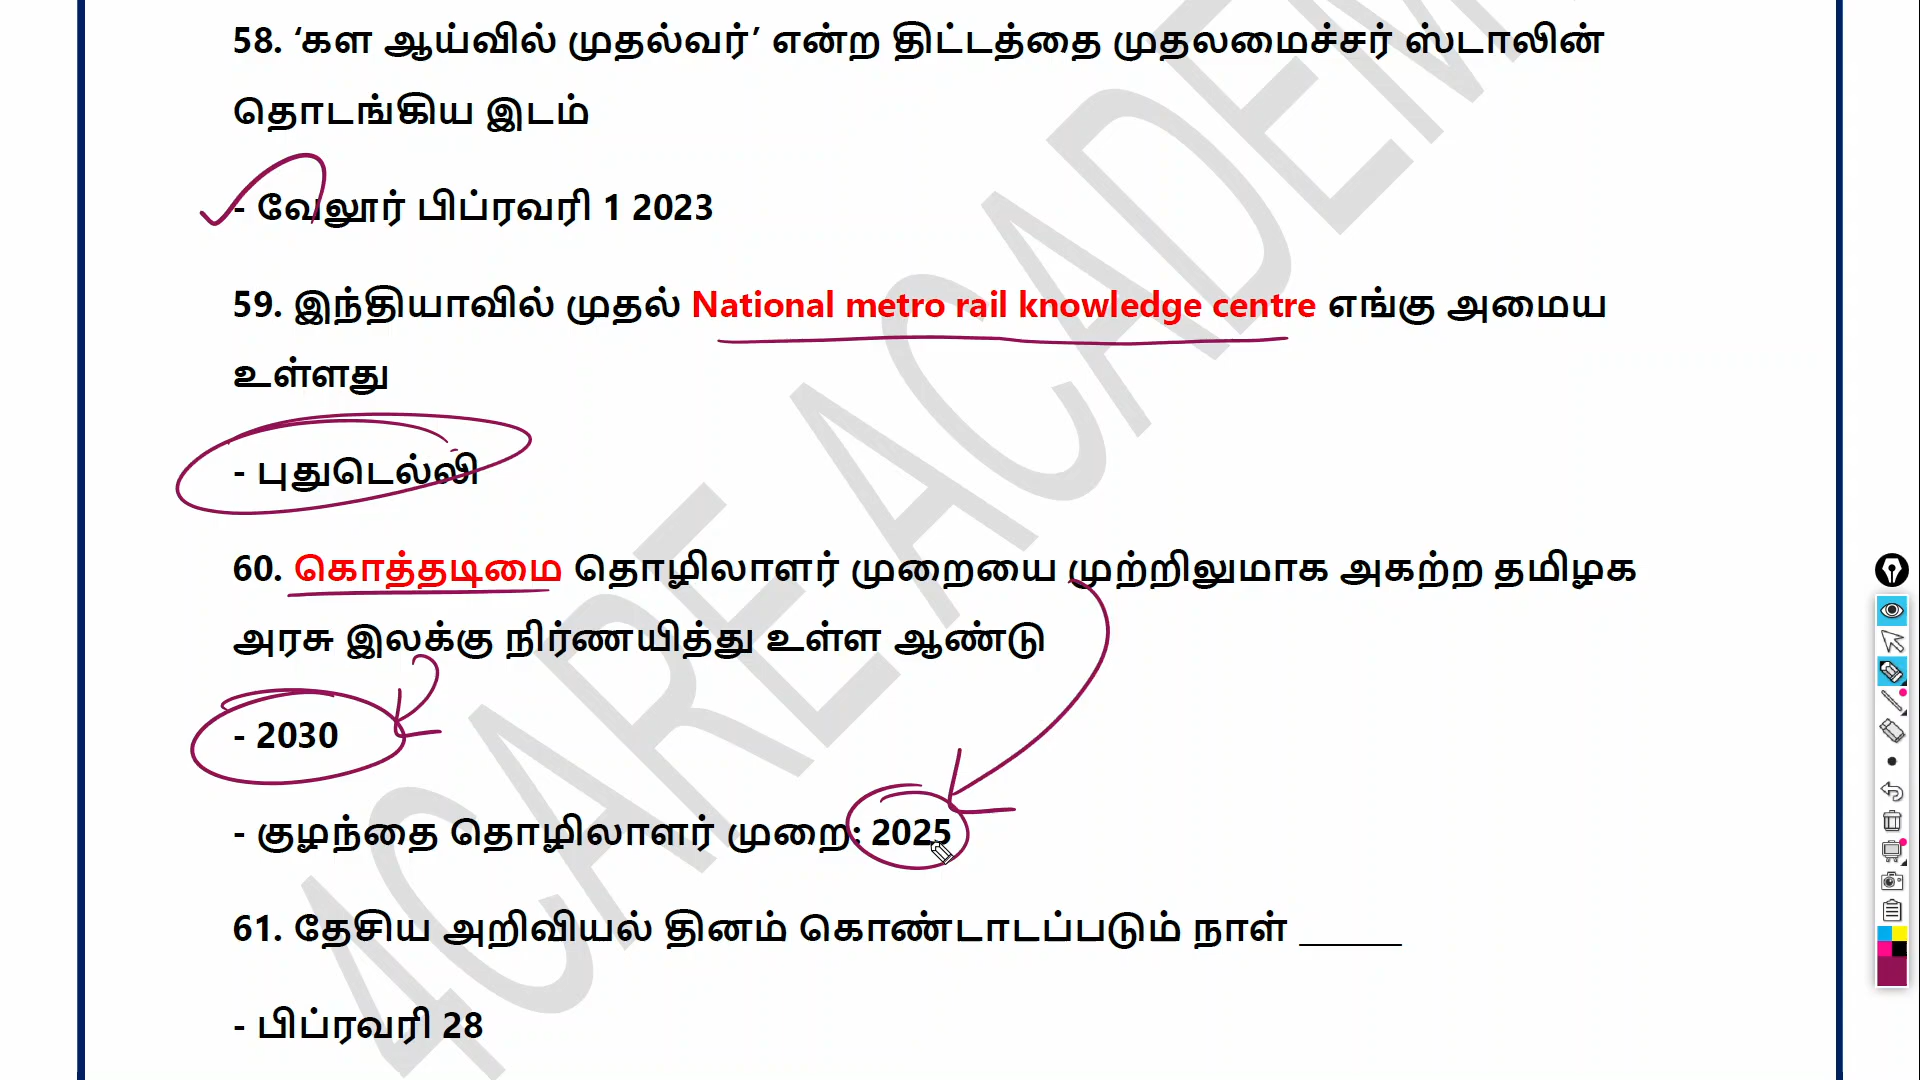 58. ‘கள ஆய்வில் முதல்வர்’ என்ற திட்டத்தை முதலமைச்சர் ஸ்டாலின்
தொடங்கிய இடம்
- வேலூர் பிப்ரவரி 1 2023
59. இந்தியாவில் முதல் National metro rail knowledge centre எங்கு அமைய
உள்ளது
- புதுடெல்லி
60. கொத்தடிமை தொழிலாளர் முறையை முற்றிலுமாக அகற்ற தமிழக
அரசு இலக்கு நிர்ணயித்து உள்ள ஆண்டு
- 2030
- குழந்தை தொழிலாளர் முறை: 2025
61. தேசிய அறிவியல் தினம் கொண்டாடப்படும் நாள் ______
- பிப்ரவரி 28
4CARE ACADEM